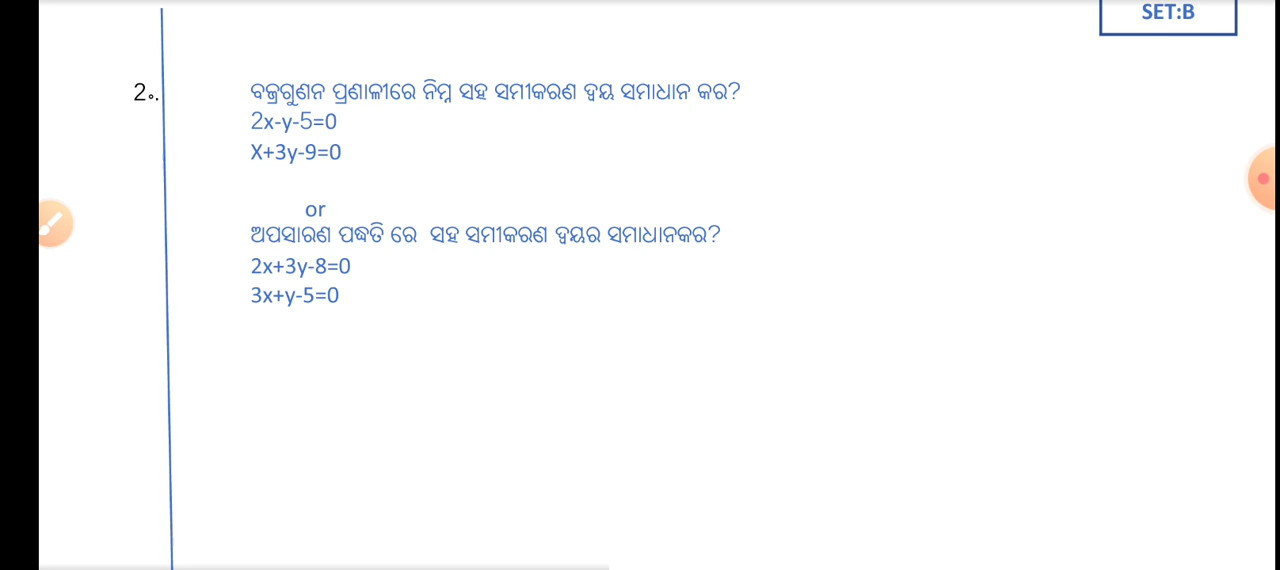 SET:B
2॰. ବଜ୍ରଗୁଣନ ପ୍ରଣାଳୀରେ ନିମ୍ନ ସହ ସମୀକରଣ ଦ୍ୱୟ ସମାଧାନ କର?
2x-y-5=0
X+3y-9=0
or
ଅପସାରଣ ପଦ୍ଧତି ରେ ସହ ସମୀକରଣ ଦ୍ୱୟର ସମାଧାନକର?
2x+3y-8=0
3x+y-5=0